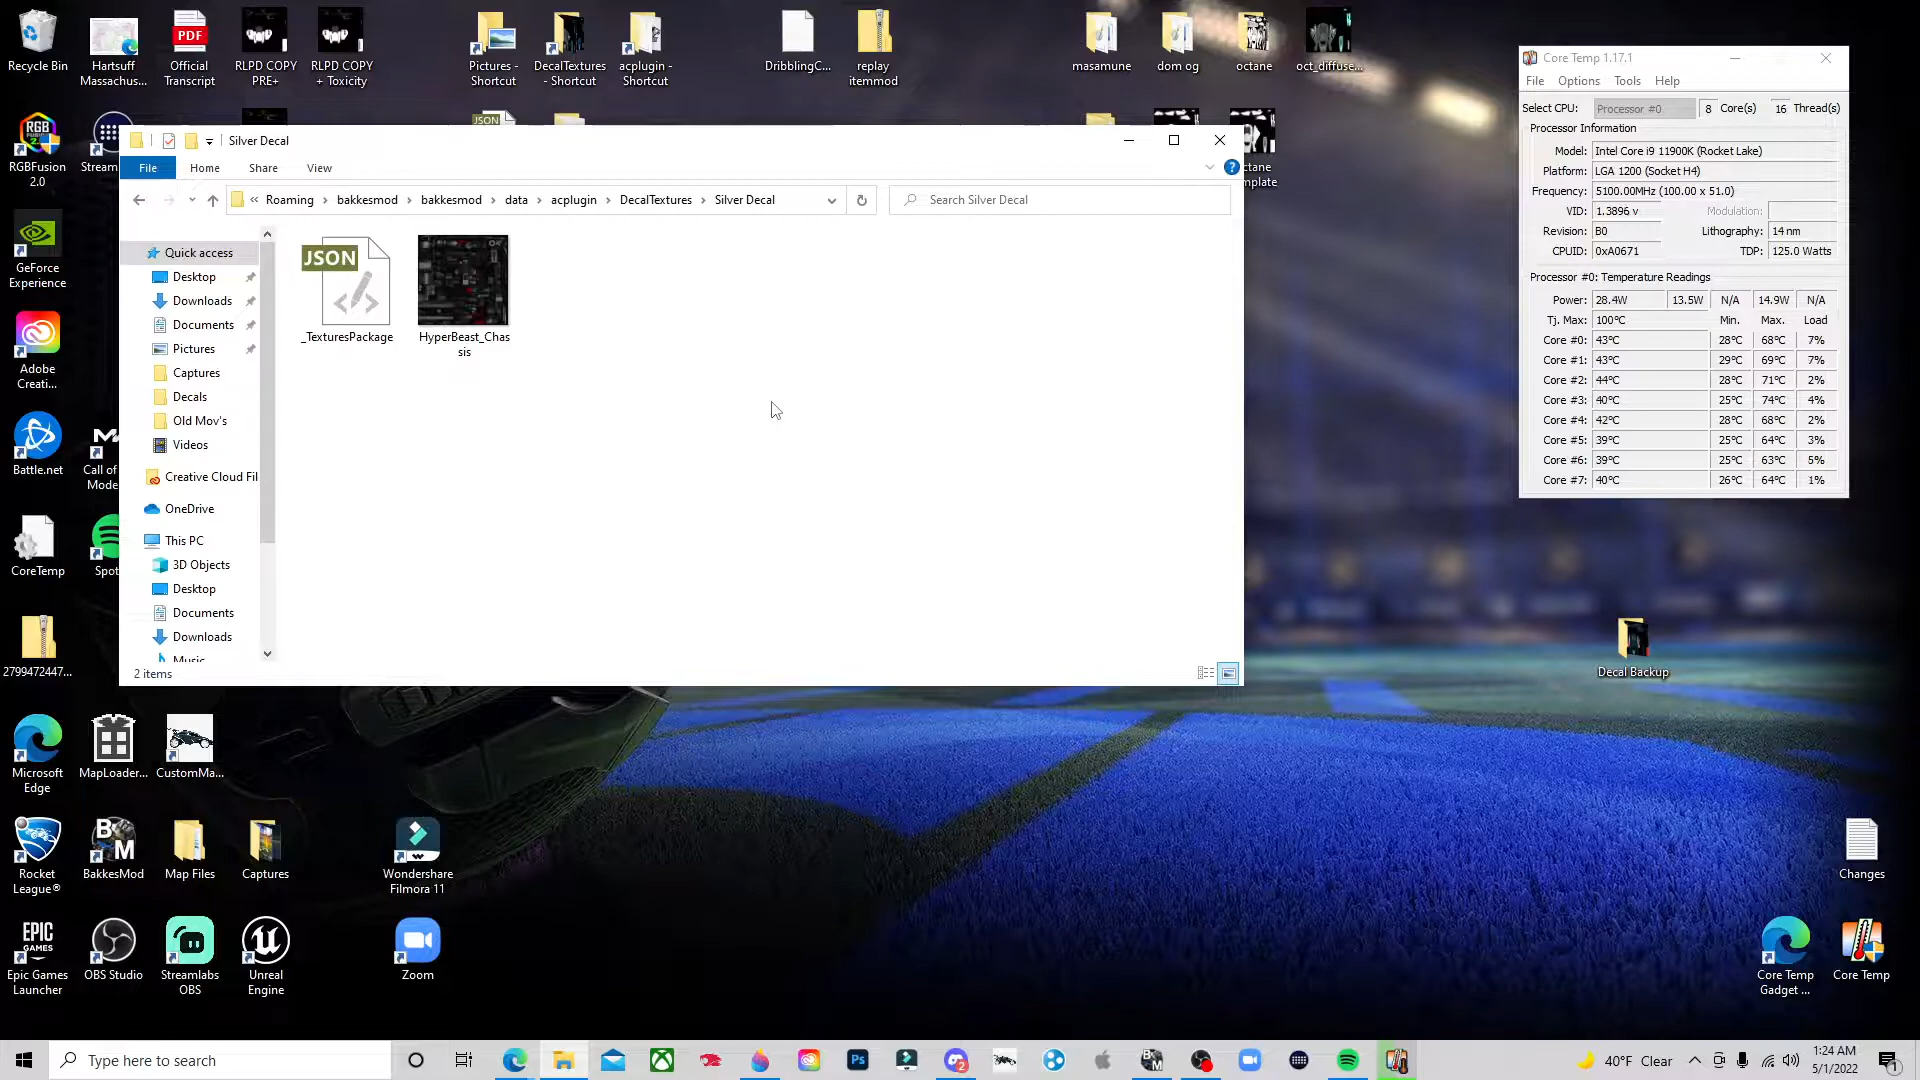 Recycle Bin
Hartsuff
Massachus...
PDF
Official
Transcript
RLPD COPY
PRE+
RLPD COPY
+ Toxicity
Pictures -
Shortcut
DecalTextures
- Shortcut
acplugin -
Shortcut
DribblingC...
replay
itemmod
masamune
dom og
octane
oct_diffuse...
JSON
Core Temp 1.17.1
File Options Tools Help
Select CPU: Processor #0 8 Core(s) 16 Thread(s)
Processor Information
Model: Intel Core i9 11900K (Rocket Lake)
Platform: LGA 1200 (Socket H4)
Frequency: 5100.00MHz (100.00 x 51.0)
VID: 1.3896 v Modulation:
Revision: B0 Lithography: 14 nm
CPUID: 0xA0671 TDP: 125.0 Watts
Processor #0: Temperature Readings
Power: 28.4W 13.5W N/A 14.9W N/A
Tj. Max: 100°C Min. Max. Load
Core #0: 43°C 28°C 68°C 7%
Core #1: 43°C 29°C 69°C 7%
Core #2: 44°C 28°C 71°C 2%
Core #3: 40°C 25°C 74°C 4%
Core #4: 42°C 28°C 68°C 2%
Core #5: 39°C 25°C 64°C 3%
Core #6: 39°C 25°C 63°C 5%
Core #7: 40°C 26°C 64°C 1%
Silver Decal
File Home Share View
« Roaming › bakkesmod › bakkesmod › data › acplugin › DecalTextures › Silver Decal
Search Silver Decal
Quick access
Desktop
Downloads
Documents
Pictures
Captures
Decals
Old Mov's
Videos
Creative Cloud Fil
OneDrive
This PC
3D Objects
Desktop
Documents
Downloads
Music
JSON
_TexturesPackage
HyperBeast_Chas
sis
2 items
ctane
mplate
RGB
RGBFusion
2.0
Stream
GeForce
Experience
Adobe
Creati...
Battle.net
Call of
Mode
CoreTemp
Spot
2799472447...
Decal Backup
Microsoft
Edge
MapLoader...
CustomMa...
Rocket
League®
BM
BakkesMod
Map Files
Captures
Wondershare
Filmora 11
Changes
EPIC
GAMES
Epic Games
Launcher
OBS Studio
Streamlabs
OBS
Unreal
Engine
Zoom
Core Temp
Gadget ...
Core Temp
Type here to search
Ps
2
40°F Clear
1:24 AM
5/1/2022
1